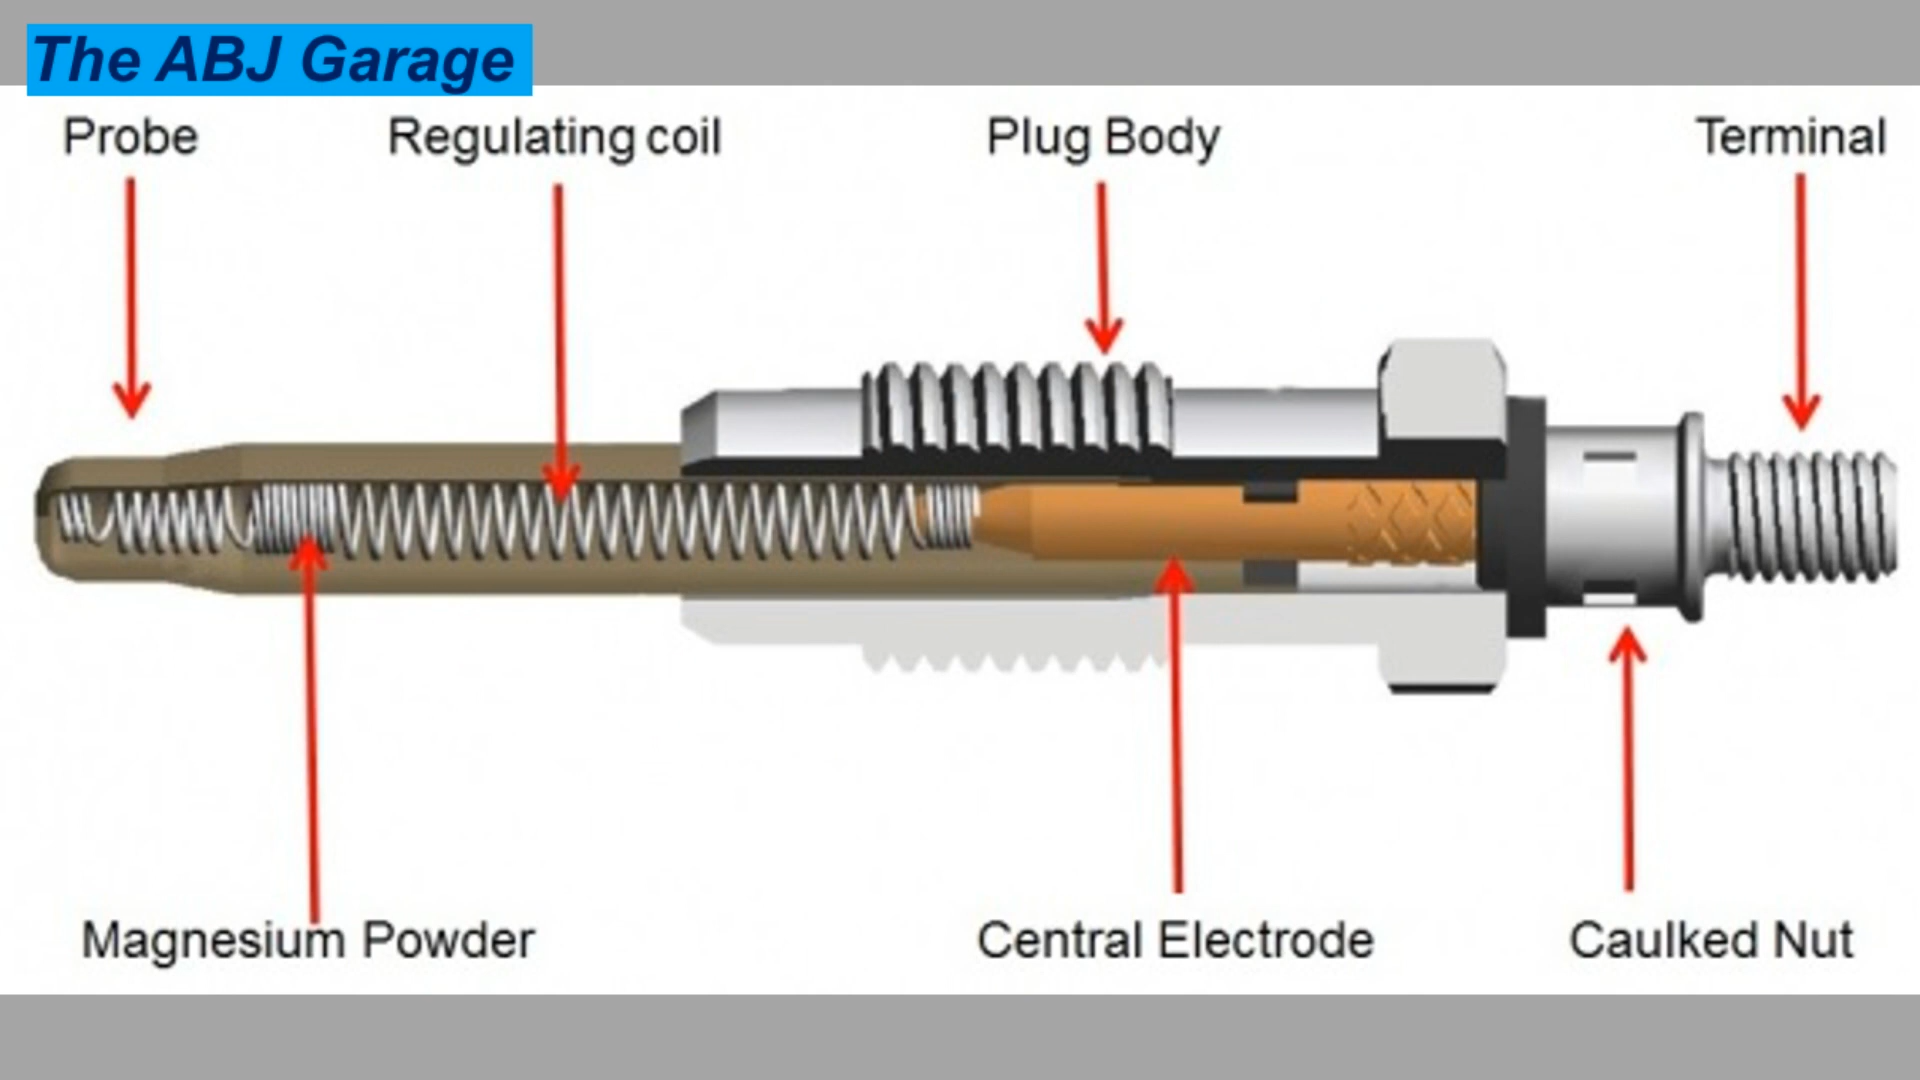 The ABJ Garage
Probe
Regulating coil
Plug Body
Terminal
Magnesium Powder
Central Electrode
Caulked Nut